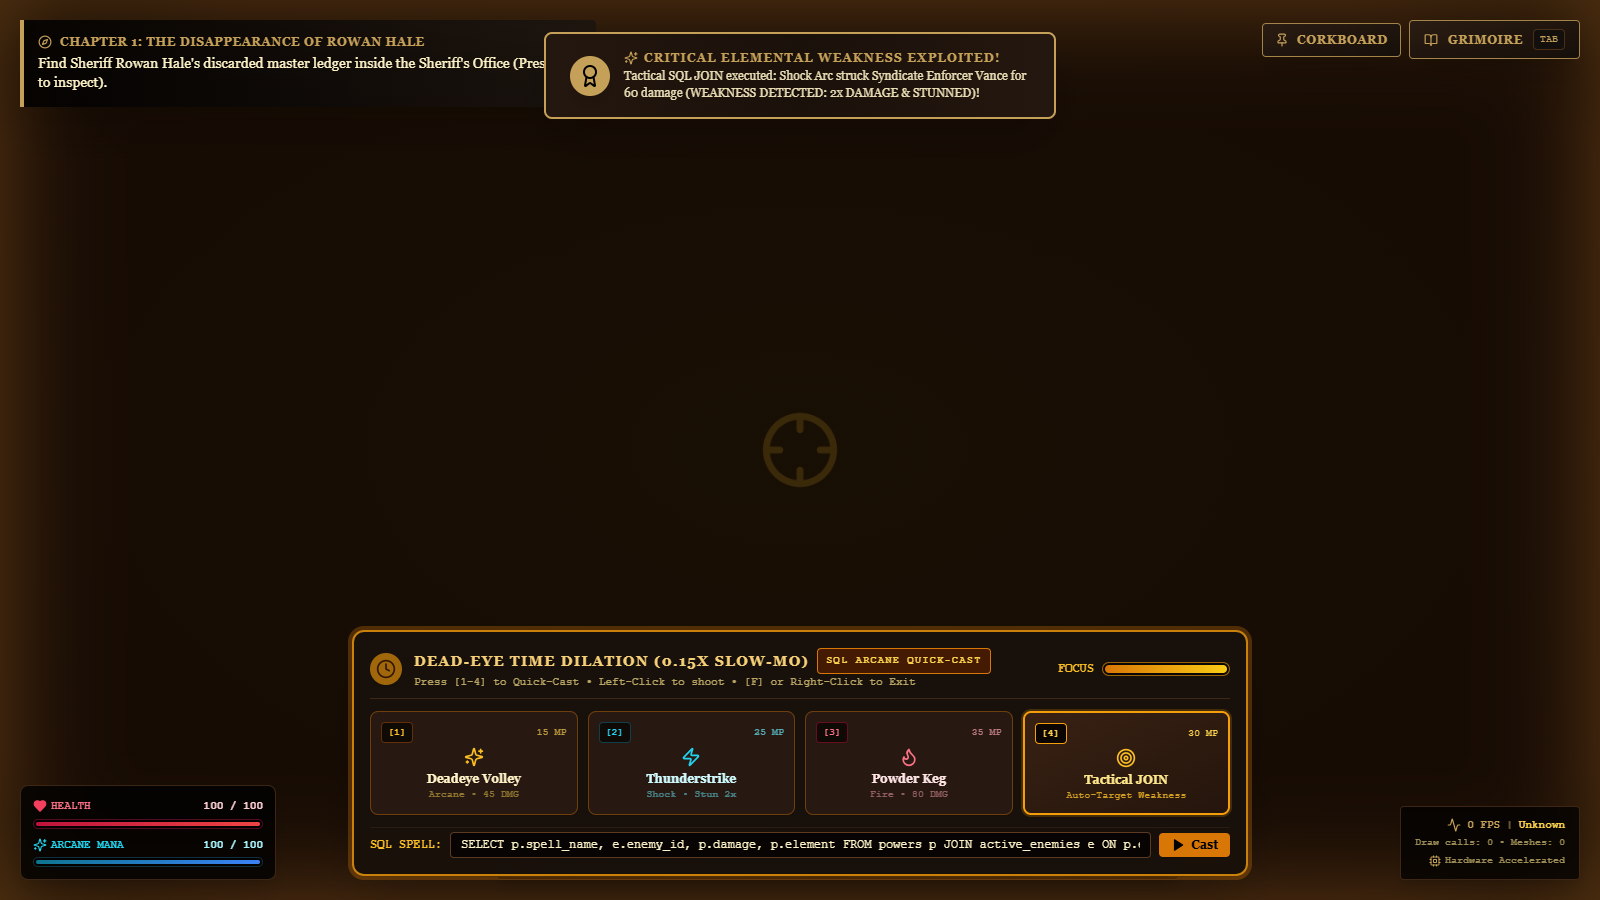 CHAPTER 1: THE DISAPPEARANCE OF ROWAN HALE
Find Sheriff Rowan Hale's discarded master ledger inside the Sheriff's Office (Pres
to inspect).
CRITICAL ELEMENTAL WEAKNESS EXPLOITED!
Tactical SQL JOIN executed: Shock Arc struck Syndicate Enforcer Vance for
60 damage (WEAKNESS DETECTED: 2x DAMAGE & STUNNED)!
CORKBOARD
GRIMOIRE TAB
DEAD-EYE TIME DILATION (0.15X SLOW-MO) SQL ARCANE QUICK-CAST
Press [1-4] to Quick-Cast • Left-Click to shoot • [F] or Right-Click to Exit
FOCUS
[1] 15 MP
Deadeye Volley
Arcane • 45 DMG
[2] 25 MP
Thunderstrike
Shock • Stun 2x
[3] 35 MP
Powder Keg
Fire • 80 DMG
[4] 30 MP
Tactical JOIN
Auto-Target Weakness
SQL SPELL: SELECT p.spell_name, e.enemy_id, p.damage, p.element FROM powers p JOIN active_enemies e ON p.
Cast
HEALTH 100 / 100
ARCANE MANA 100 / 100
0 FPS | Unknown
Draw calls: 0 • Meshes: 0
Hardware Accelerated